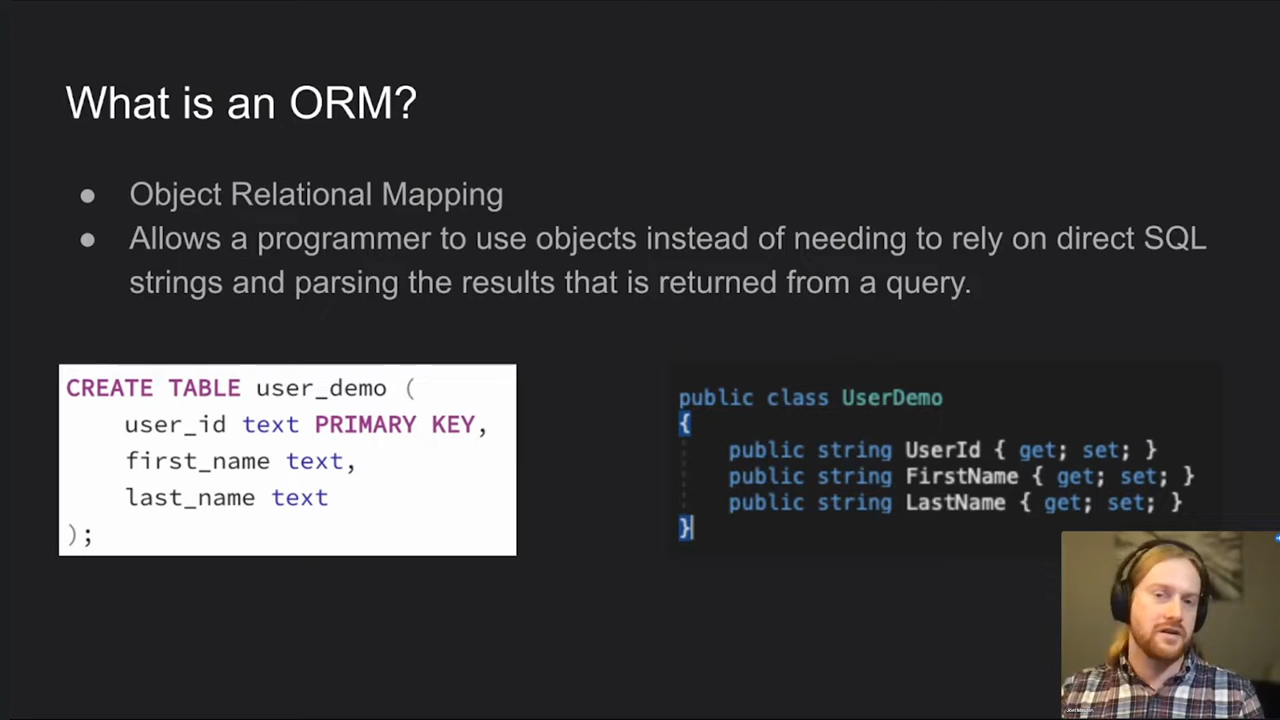 What is an ORM?
● Object Relational Mapping
● Allows a programmer to use objects instead of needing to rely on direct SQL
strings and parsing the results that is returned from a query.
CREATE TABLE user_demo (
user_id text PRIMARY KEY,
first_name text,
last_name text
);
public class UserDemo
{
public string UserId { get; set; }
public string FirstName { get; set; }
public string LastName { get; set; }
}